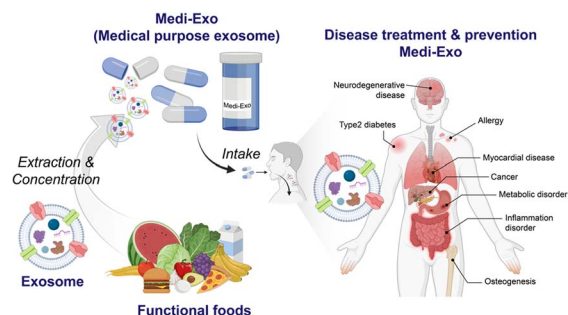 Medi-Exo
(Medical purpose exosome)
Medi-Exo
Extraction &
Concentration
Intake
Exosome
Functional foods
Disease treatment & prevention
Medi-Exo
Neurodegenerative
disease
Type2 diabetes
Allergy
Myocardial disease
Cancer
Metabolic disorder
Inflammation
disorder
Osteogenesis